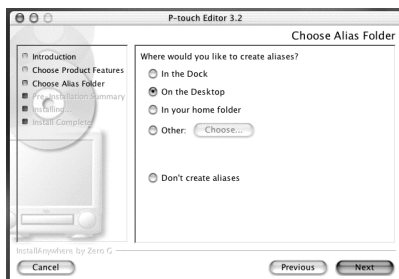 P-touch Editor 3.2
Choose Alias Folder
Introduction
Choose Product Features
Choose Alias Folder
Pre-Installation Summary
Installing...
Install Complete
Where would you like to create aliases?
In the Dock
On the Desktop
In your home folder
Other: Choose...
Don't create aliases
InstallAnywhere by Zero G
Cancel
Previous
Next